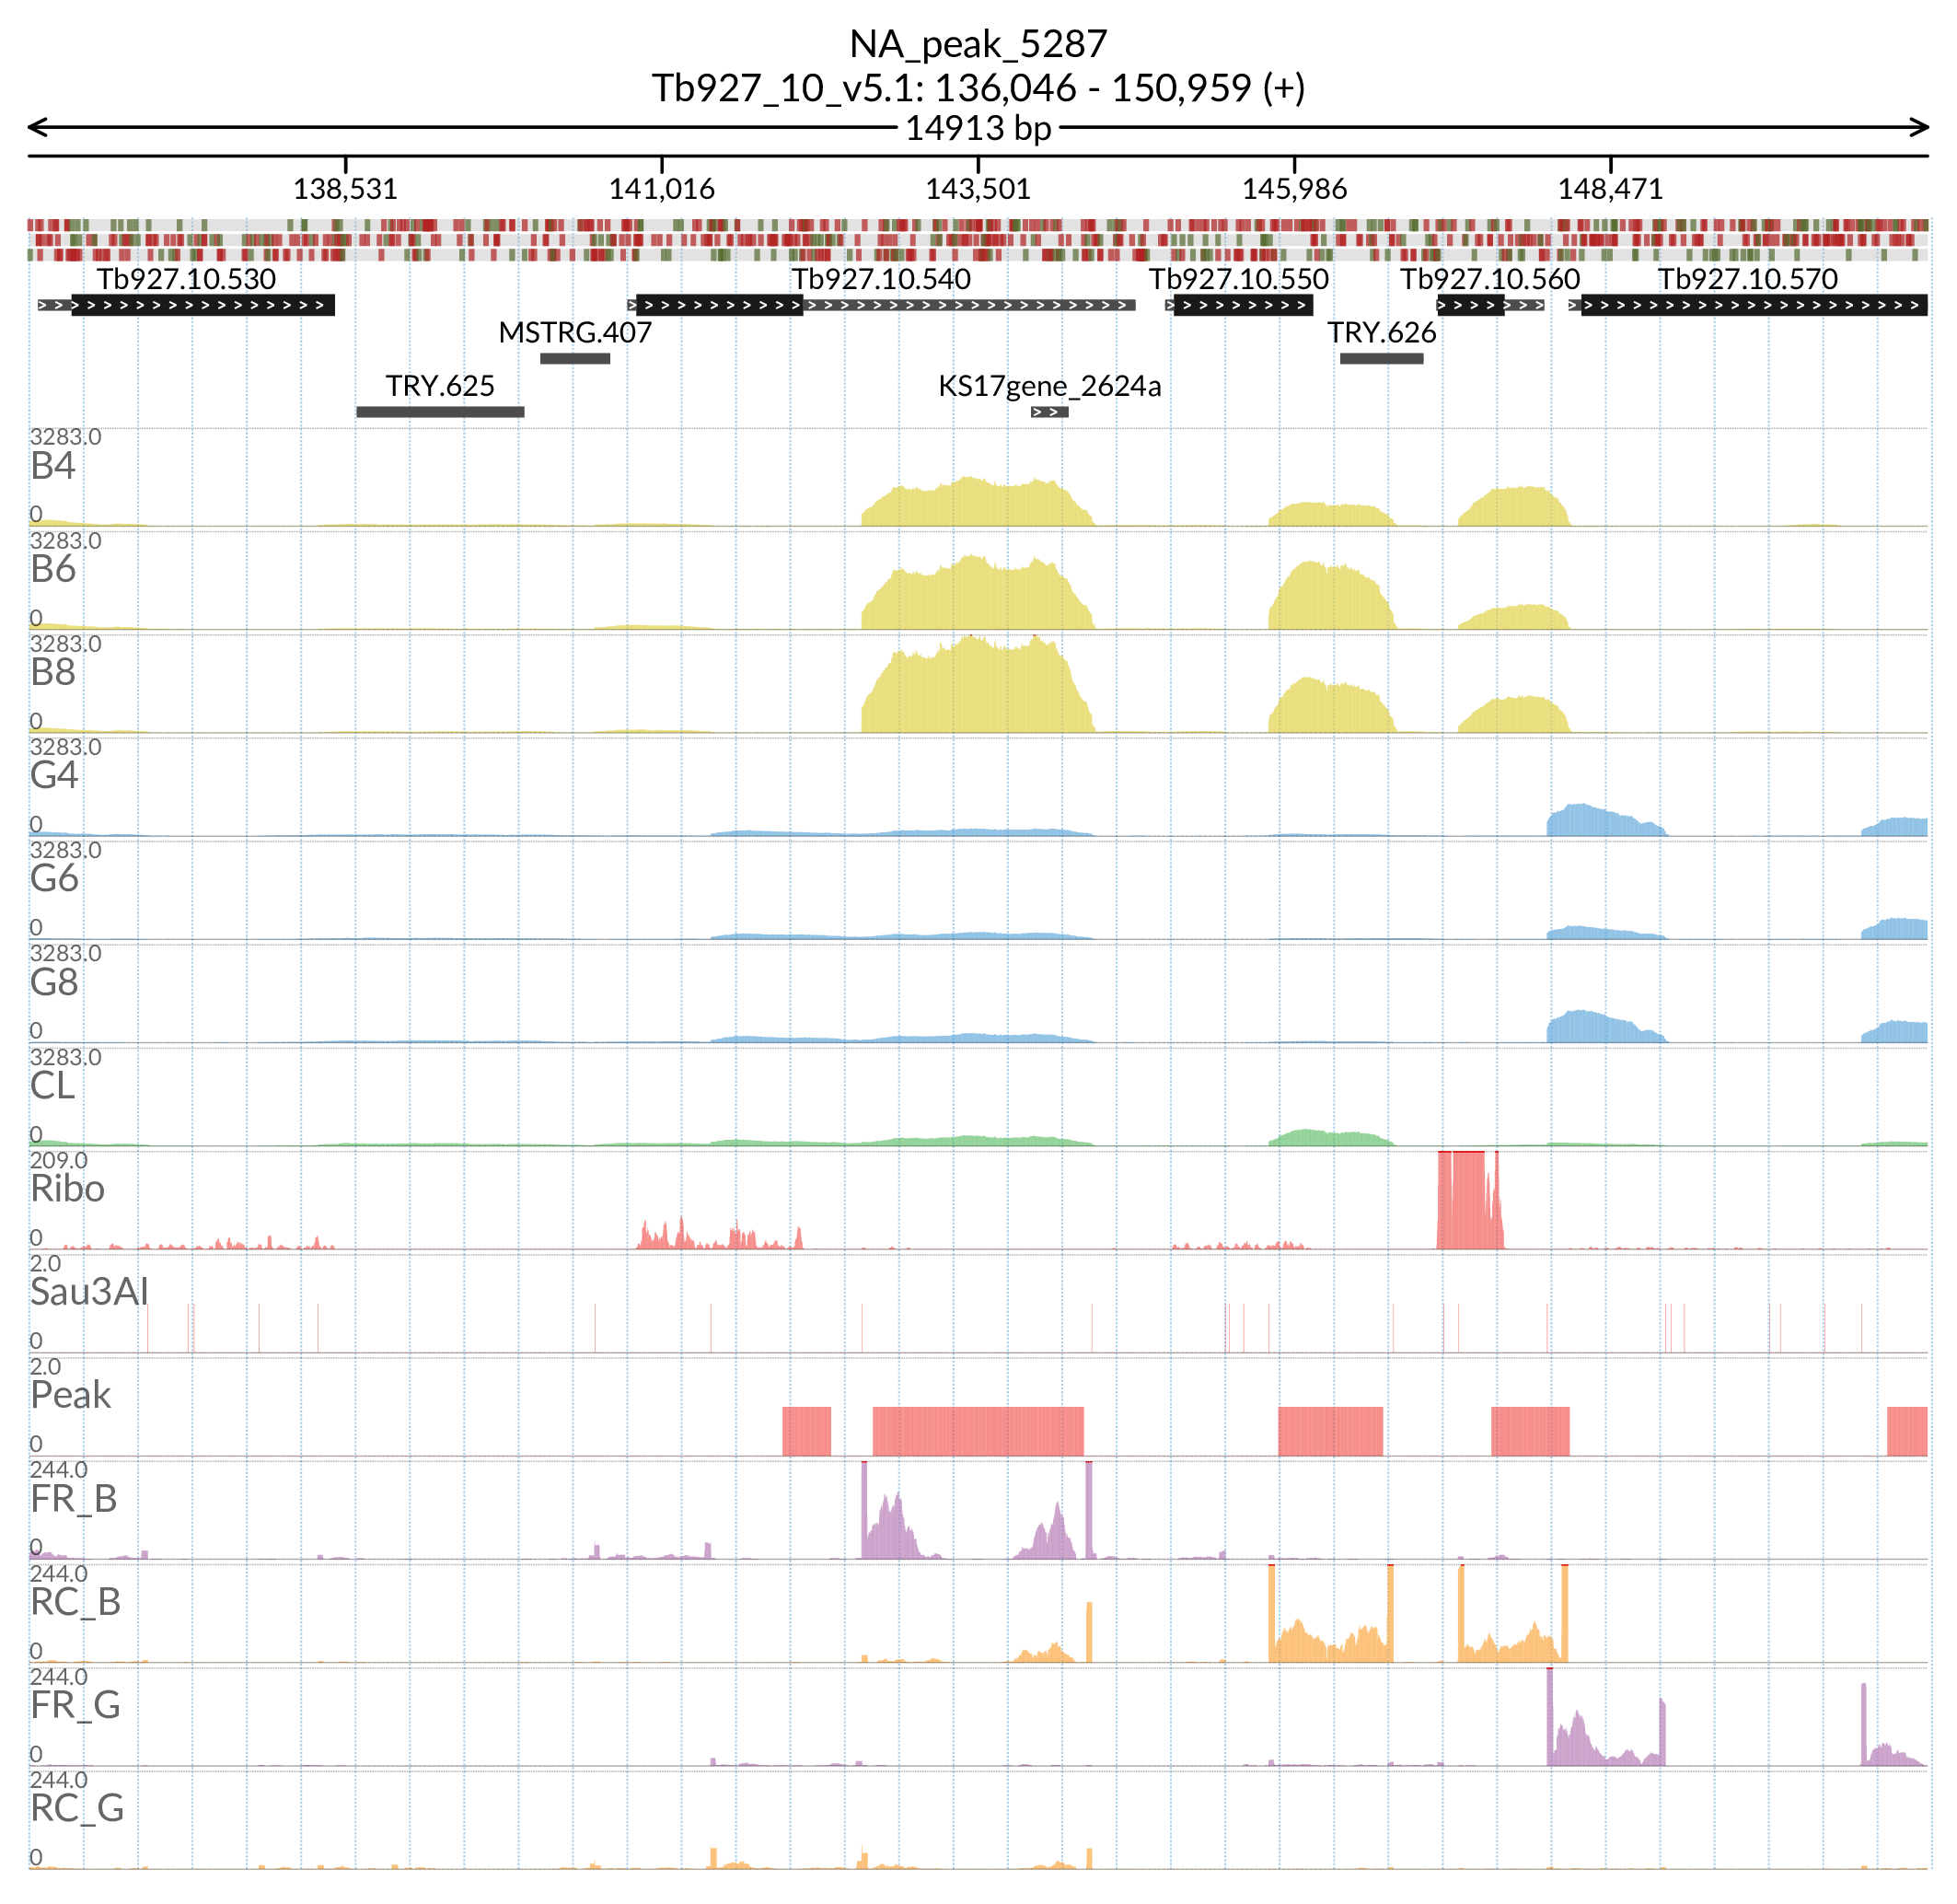 NA_peak_5287
Tb927_10_v5.1: 136,046 - 150,959 (+)
14913 bp
138,531 141,016 143,501 145,986 148,471
Tb927.10.530 Tb927.10.540 Tb927.10.550 Tb927.10.560 Tb927.10.570
MSTRG.407 TRY.626
TRY.625 KS17gene_2624a
3283.0
B4
0
3283.0
B6
0
3283.0
B8
0
3283.0
G4
0
3283.0
G6
0
3283.0
G8
0
3283.0
CL
0
209.0
Ribo
0
2.0
Sau3AI
0
2.0
Peak
0
244.0
FR_B
0
244.0
RC_B
0
244.0
FR_G
0
244.0
RC_G
0